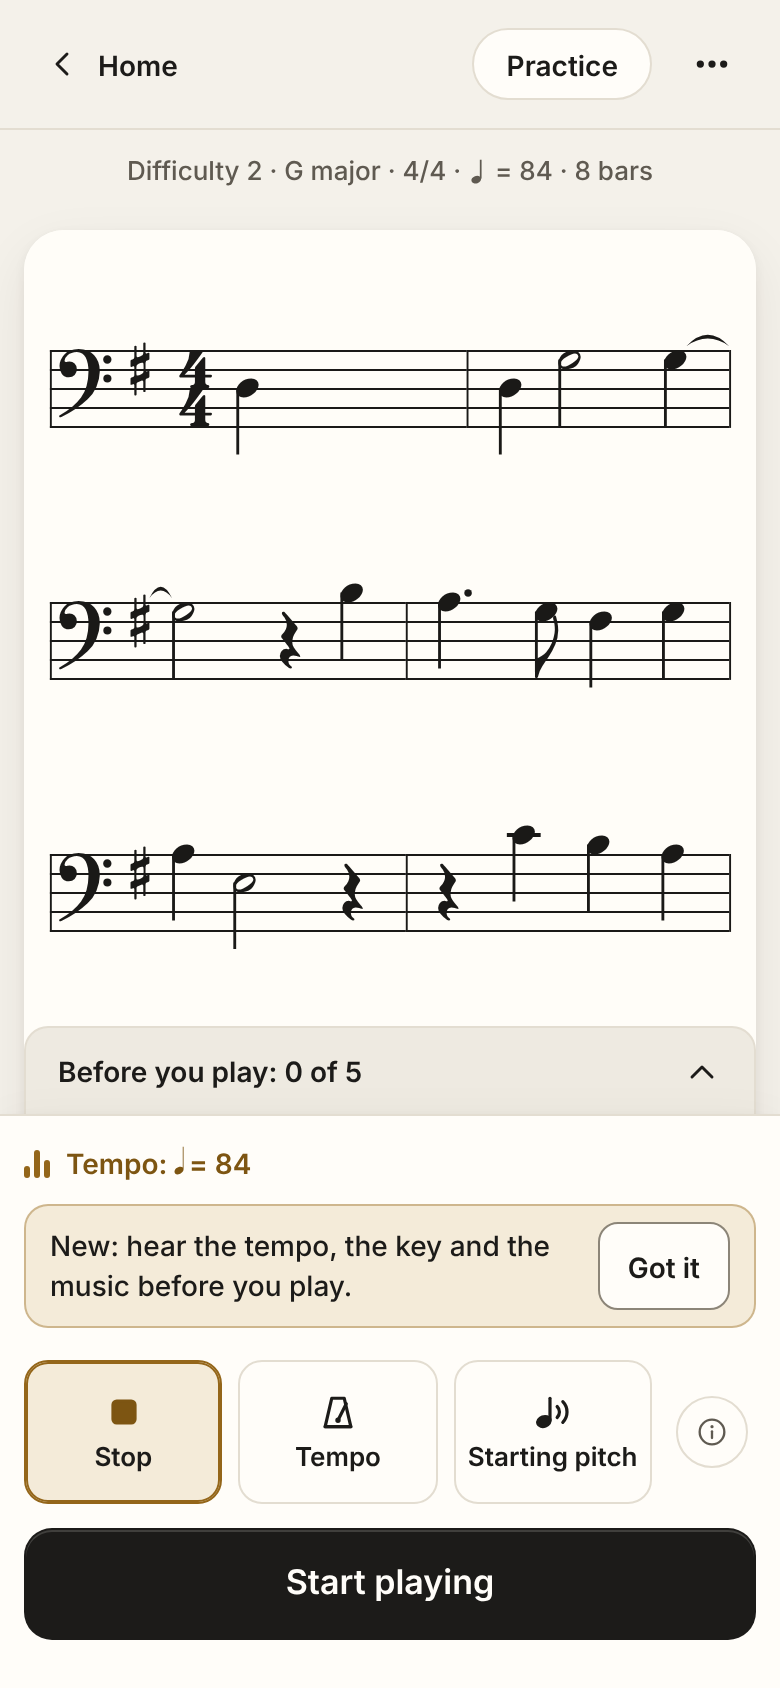 Home
Practice
Difficulty 2 · G major · 4/4 · ♩ = 84 · 8 bars
4
4
Before you play: 0 of 5
Tempo: ♩ = 84
New: hear the tempo, the key and the
music before you play.
Got it
Stop
Tempo
Starting pitch
Start playing